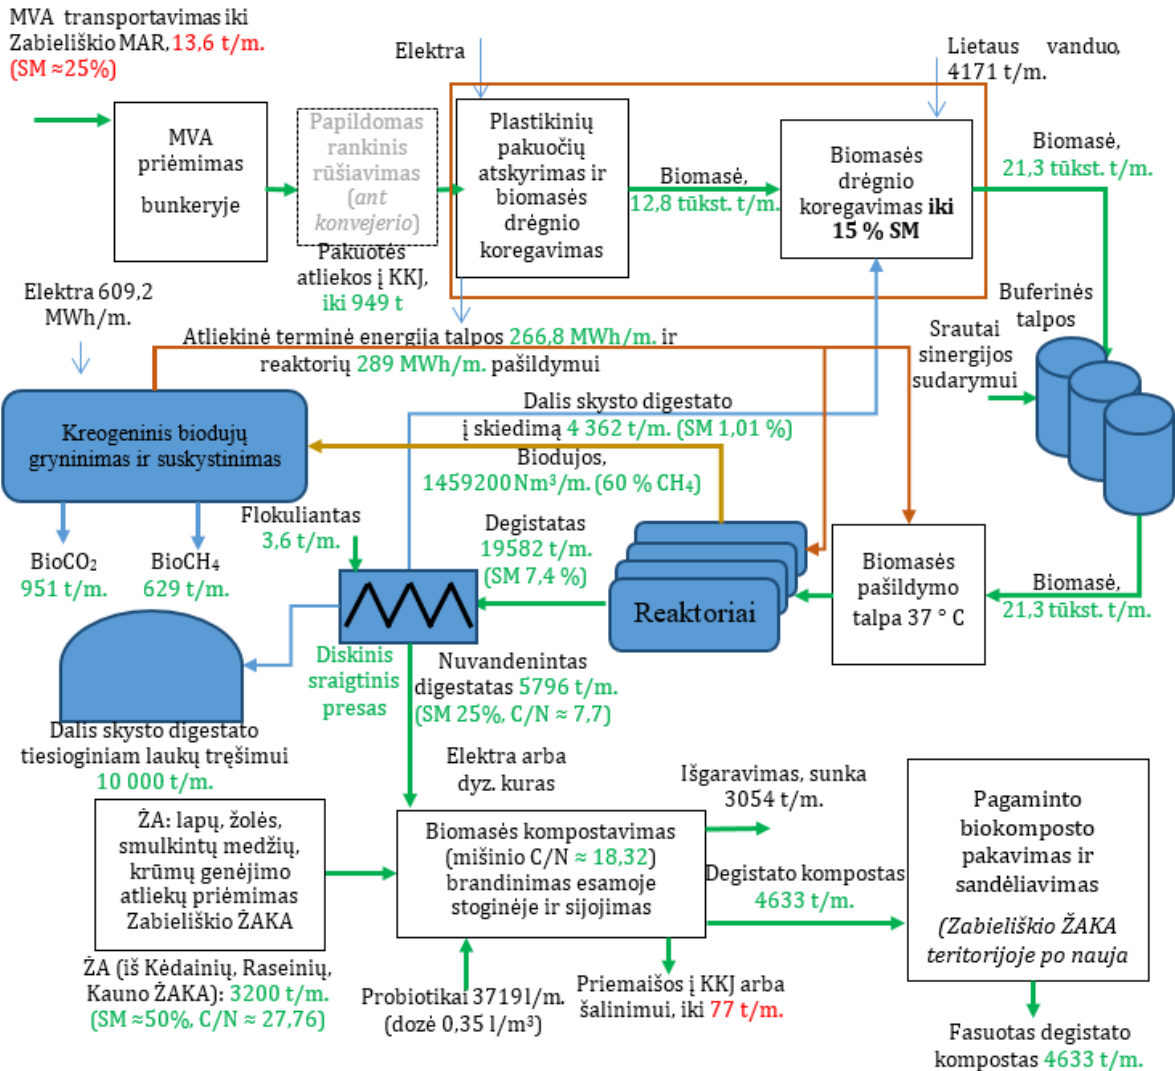 MVA transportavimas iki
Zabieliškio MAR, 13,6 t/m.
(SM ≈25%)
Elektra
Lietaus vanduo,
4171 t/m.
MVA
priėmimas
bunkeryje
Papildomas
rankinis
rūšiavimas
(ant
konvejerio)
Pakuotės
atliekos į KKJ,
iki 949 t
Plastikinių
pakuočių
atskyrimas ir
biomasės
drėgnio
koregavimas
Biomasė,
12,8 tūkst. t/m.
Biomasės
drėgnio
koregavimas iki
15 % SM
Biomasė,
21,3 tūkst. t/m.
Elektra 609,2
MWh/m.
Atliekinė terminė energija talpos 266,8 MWh/m. ir
reaktorių 289 MWh/m. pašildymui
Buferinės
talpos
Srautai
sinergijos
sudarymui
Kreogeninis biodujų
gryninimas ir suskystinimas
Dalis skysto digestato
į skiedimą 4 362 t/m. (SM 1,01 %)
Biodujos,
1459200 Nm³/m. (60 % CH₄)
Flokuliantas
3,6 t/m.
Degistatas
19582 t/m.
(SM 7,4 %)
BioCO₂
951 t/m.
BioCH₄
629 t/m.
Reaktoriai
Biomasės
pašildymo
talpa 37 ° C
Biomasė,
21,3 tūkst. t/m.
Diskinis
sraigtinis
presas
Nuvandenintas
digestatas 5796 t/m.
(SM 25%, C/N ≈ 7,7)
Dalis skysto digestato
tiesioginiam laukų tręšimui
10 000 t/m.
Elektra arba
dyz. kuras
Išgaravimas, sunka
3054 t/m.
ŽA: lapų, žolės,
smulkintų medžių,
krūmų genėjimo
atliekų priėmimas
Zabieliškio ŽAKA
Biomasės kompostavimas
(mišinio C/N ≈ 18,32)
brandinimas esamoje
stoginėje ir sijojimas
Degistato kompostas
4633 t/m.
Pagaminto
biokomposto
pakavimas ir
sandėliavimas
(Zabieliškio ŽAKA
teritorijoje po nauja
ŽA (iš Kėdainių, Raseinių,
Kauno ŽAKA): 3200 t/m.
(SM ≈50%, C/N ≈ 27,76)
Probiotikai 3719 l/m.
(dozė 0,35 l/m³)
Priemaišos į KKJ arba
šalinimui, iki 77 t/m.
Fasuotas degistato
kompostas 4633 t/m.